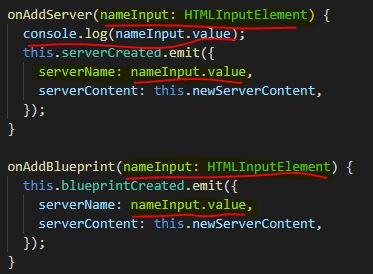 onAddServer(nameInput: HTMLInputElement) {
console.log(nameInput.value);
this.serverCreated.emit({
serverName: nameInput.value,
serverContent: this.newServerContent,
});
}
onAddBlueprint(nameInput: HTMLInputElement) {
this.blueprintCreated.emit({
serverName: nameInput.value,
serverContent: this.newServerContent,
});
}